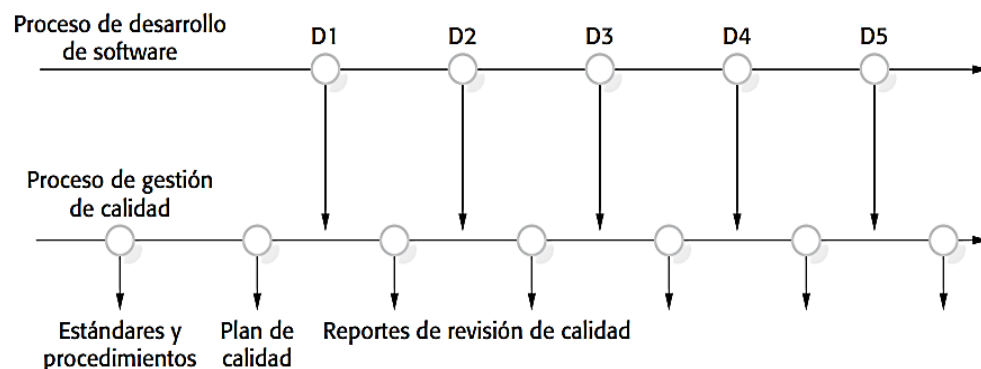 Proceso de desarrollo
de software
D1
D2
D3
D4
D5
Proceso de gestión
de calidad
Estándares y
procedimientos
Plan de
calidad
Reportes de revisión de calidad